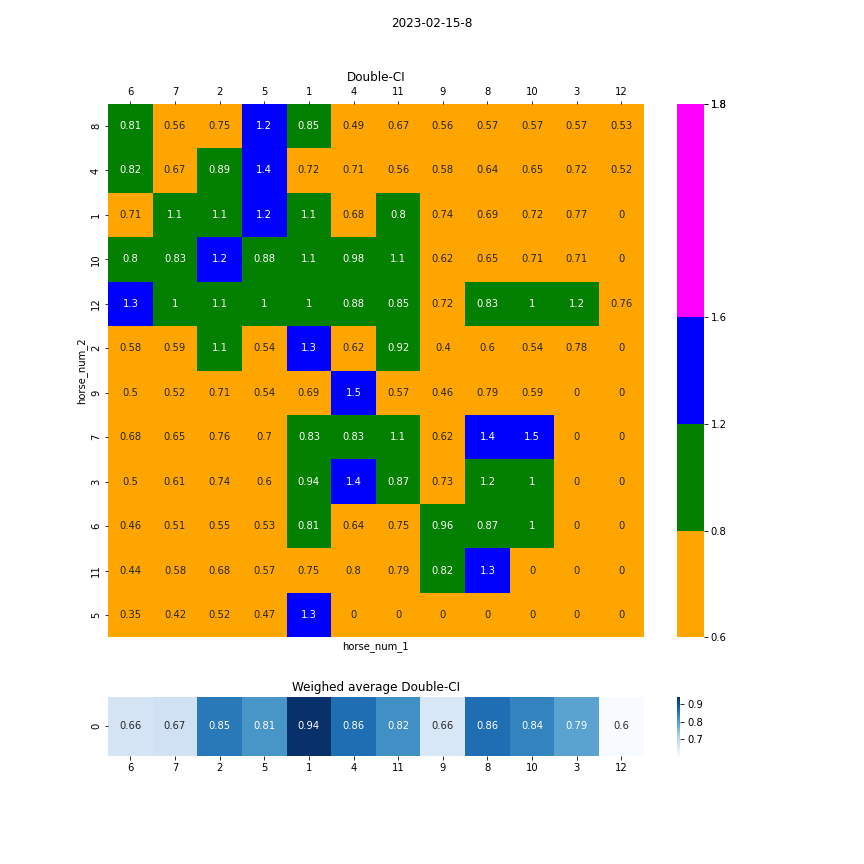 2023-02-15-8
Double-CI
6 7 2 5 1 4 11 9 8 10 3 12
8 0.81 0.56 0.75 1.2 0.85 0.49 0.67 0.56 0.57 0.57 0.57 0.53
4 0.82 0.67 0.89 1.4 0.72 0.71 0.56 0.58 0.64 0.65 0.72 0.52
1 0.71 1.1 1.1 1.2 1.1 0.68 0.8 0.74 0.69 0.72 0.77 0
10 0.8 0.83 1.2 0.88 1.1 0.98 1.1 0.62 0.65 0.71 0.71 0
12 1.3 1 1.1 1 1 0.88 0.85 0.72 0.83 1 1.2 0.76
2 0.58 0.59 1.1 0.54 1.3 0.62 0.92 0.4 0.6 0.54 0.78 0
9 0.5 0.52 0.71 0.54 0.69 1.5 0.57 0.46 0.79 0.59 0 0
7 0.68 0.65 0.76 0.7 0.83 0.83 1.1 0.62 1.4 1.5 0 0
3 0.5 0.61 0.74 0.6 0.94 1.4 0.87 0.73 1.2 1 0 0
6 0.46 0.51 0.55 0.53 0.81 0.64 0.75 0.96 0.87 1 0 0
11 0.44 0.58 0.68 0.57 0.75 0.8 0.79 0.82 1.3 0 0 0
5 0.35 0.42 0.52 0.47 1.3 0 0 0 0 0 0 0
horse_num_2
horse_num_1
1.8
1.6
1.2
0.8
0.6
Weighed average Double-CI
0 0.66 0.67 0.85 0.81 0.94 0.86 0.82 0.66 0.86 0.84 0.79 0.6
6 7 2 5 1 4 11 9 8 10 3 12
0.9
0.8
0.7